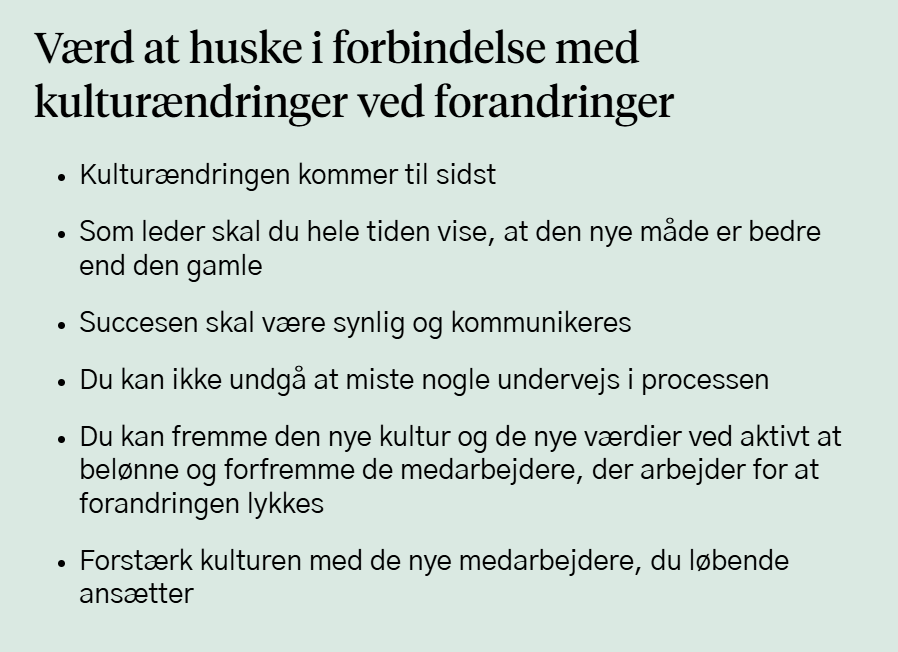 Værd at huske i forbindelse med
kulturændringer ved forandringer
• Kulturændringen kommer til sidst
• Som leder skal du hele tiden vise, at den nye måde er bedre
end den gamle
• Succesen skal være synlig og kommunikeres
• Du kan ikke undgå at miste nogle undervejs i processen
• Du kan fremme den nye kultur og de nye værdier ved aktivt at
belønne og forfremme de medarbejdere, der arbejder for at
forandringen lykkes
• Forstærk kulturen med de nye medarbejdere, du løbende
ansætter